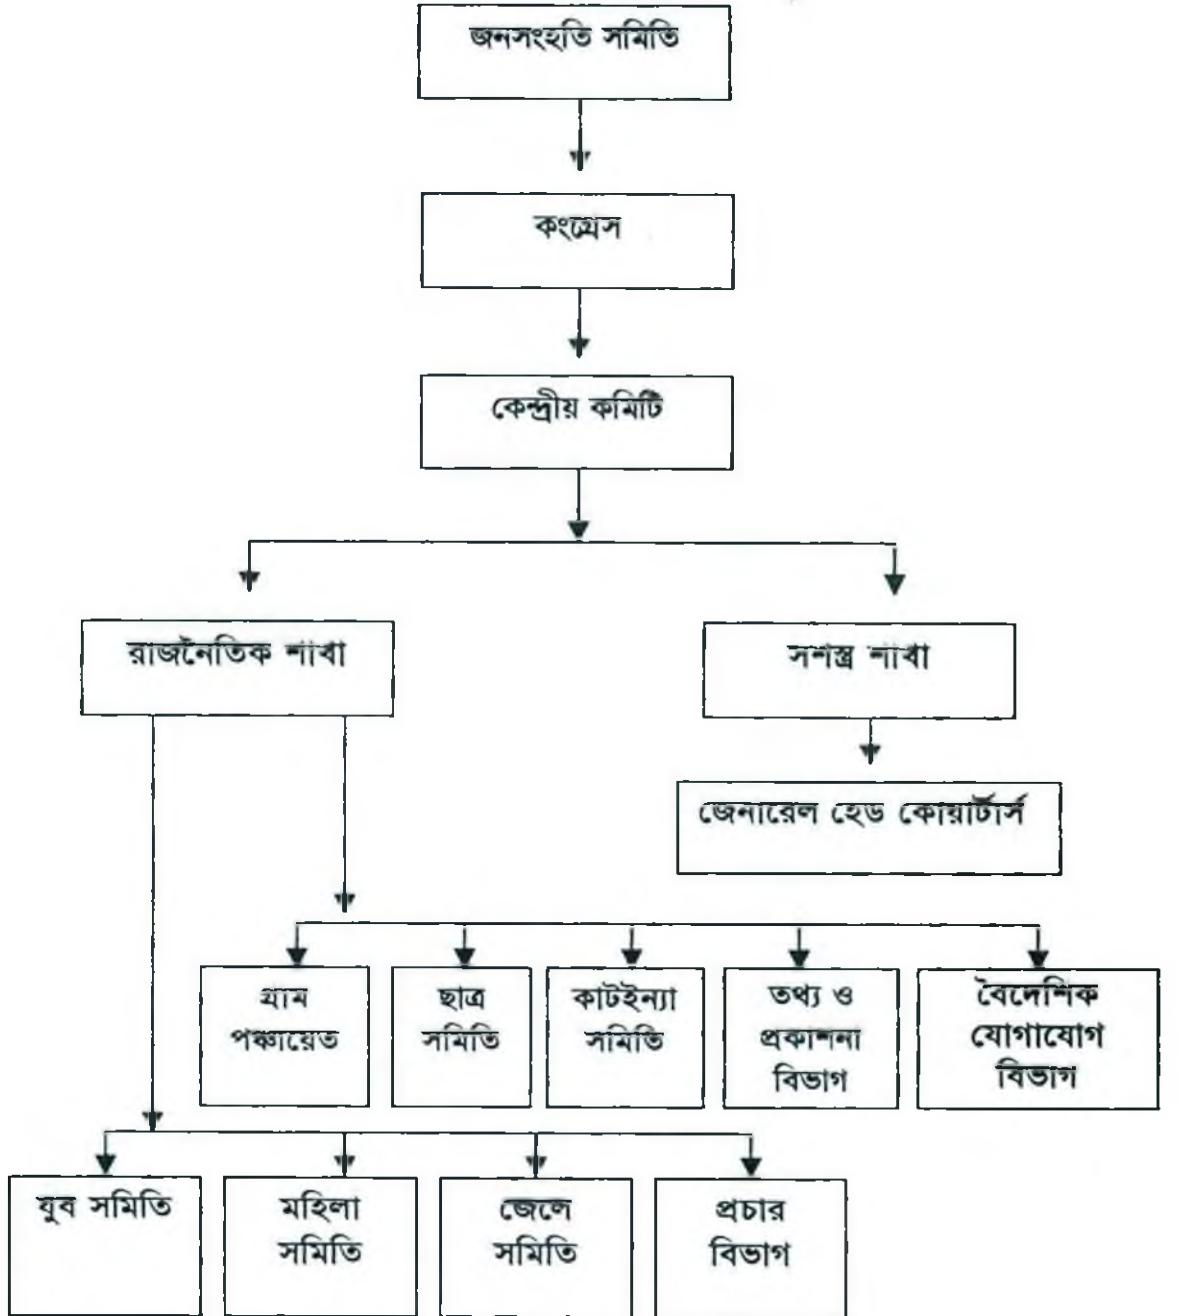 জনসংহতি সমিতি
কংগ্রেস
কেন্দ্রীয় কমিটি
রাজনৈতিক শাখা
সশস্ত্র শাখা
জেনারেল হেড কোয়ার্টার্স
গ্রাম
পঞ্চায়েত
ছাত্র
সমিতি
কাটইন্যা
সমিতি
তথ্য ও
প্রকাশনা
বিভাগ
বৈদেশিক
যোগাযোগ
বিভাগ
যুব সমিতি
মহিলা
সমিতি
জেলে
সমিতি
প্রচার
বিভাগ